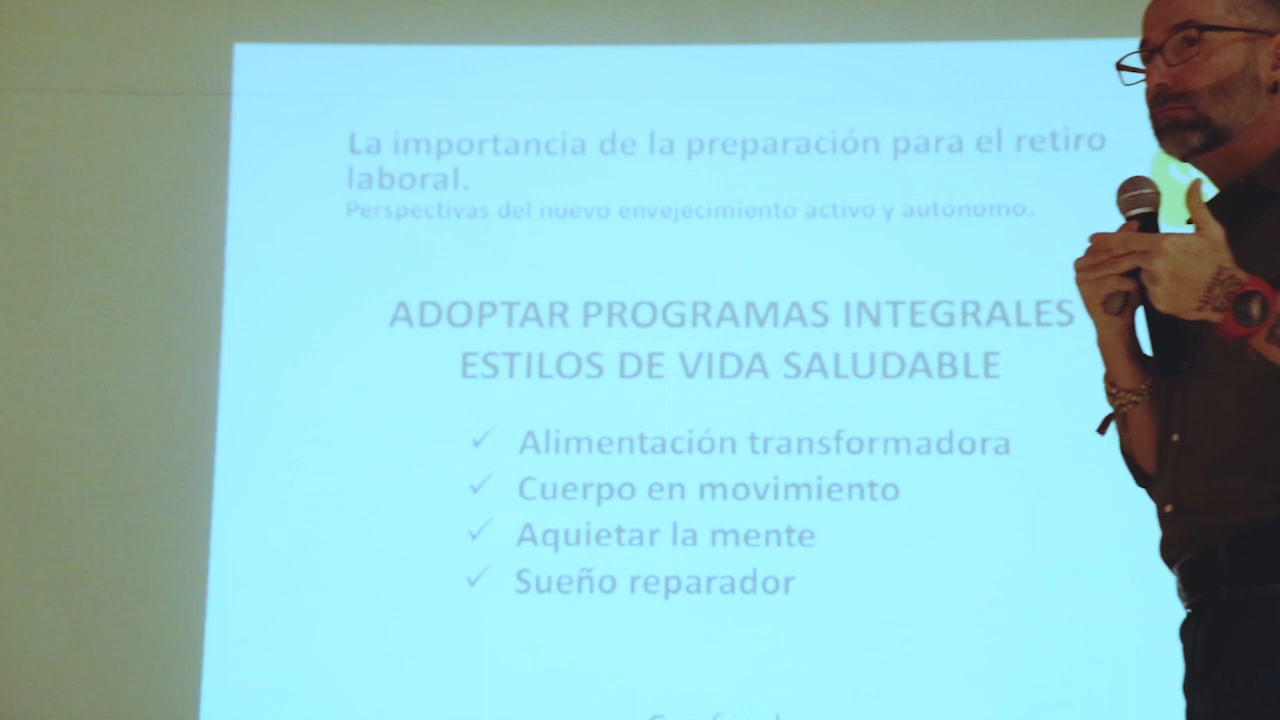 La importancia de la preparación para el retiro
laboral.
Perspectivas del nuevo envejecimiento activo y autónomo.
ADOPTAR PROGRAMAS INTEGRALES
ESTILOS DE VIDA SALUDABLE
✓ Alimentación transformadora
✓ Cuerpo en movimiento
✓ Aquietar la mente
✓ Sueño reparador